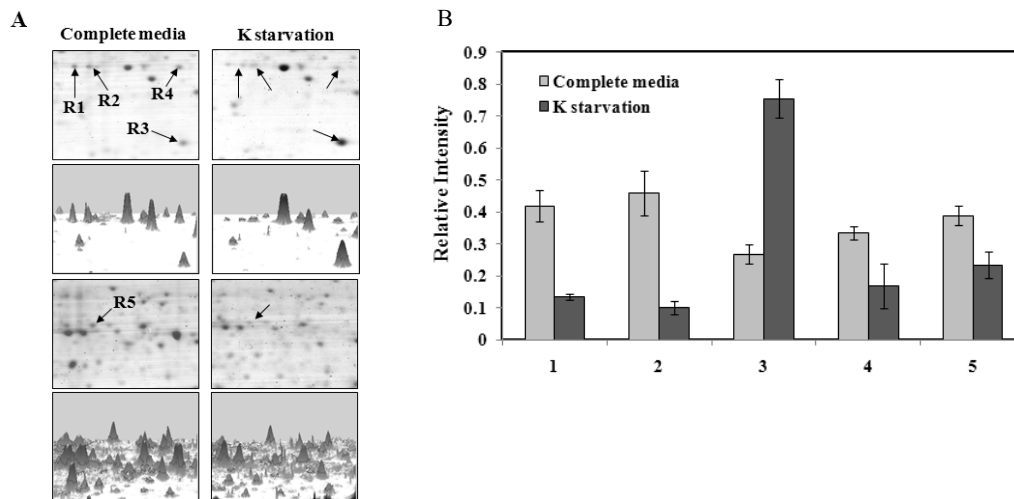 A
Complete media
K starvation
R1
R2
R4
R3
R5
B
0.9
0.8
0.7
0.6
0.5
0.4
0.3
0.2
0.1
0
Relative Intensity
Complete media
K starvation
1 2 3 4 5